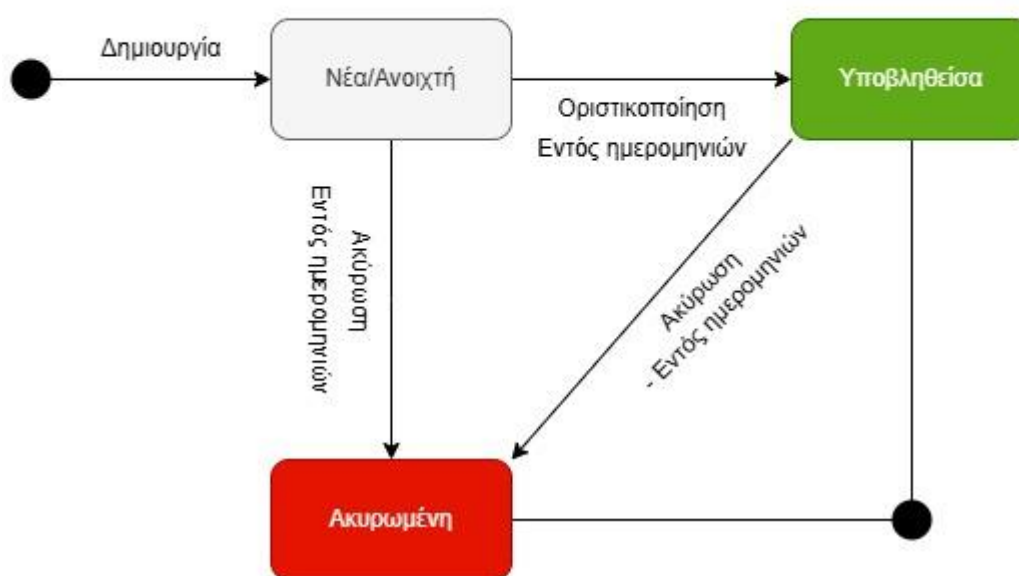 Δημιουργία
Νέα/Ανοιχτή
Υποβληθείσα
Οριστικοποίηση
Εντός ημερομηνιών
Ακύρωση
Εντός ημερομηνιών
Ακύρωση
- Εντός ημερομηνιών
Ακυρωμένη